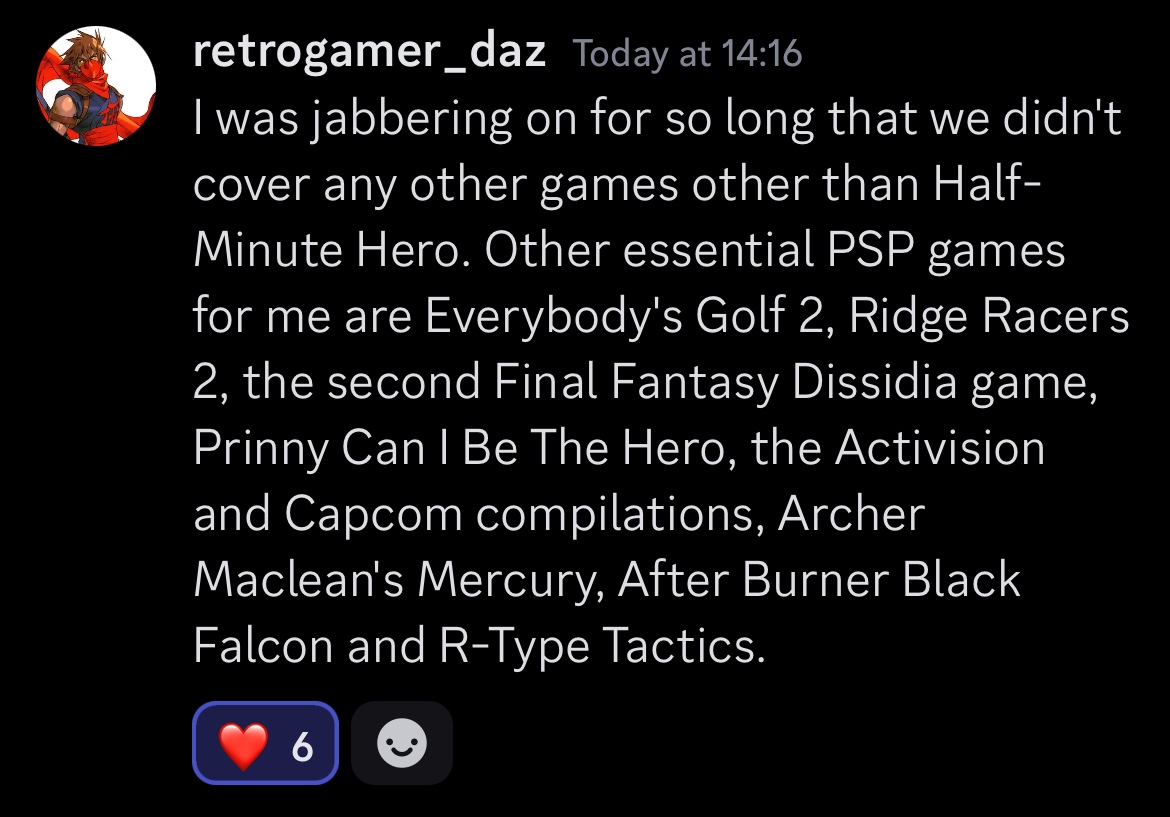 retrogamer_daz Today at 14:16
I was jabbering on for so long that we didn't
cover any other games other than Half-
Minute Hero. Other essential PSP games
for me are Everybody's Golf 2, Ridge Racers
2, the second Final Fantasy Dissidia game,
Prinny Can I Be The Hero, the Activision
and Capcom compilations, Archer
Maclean's Mercury, After Burner Black
Falcon and R-Type Tactics.
6